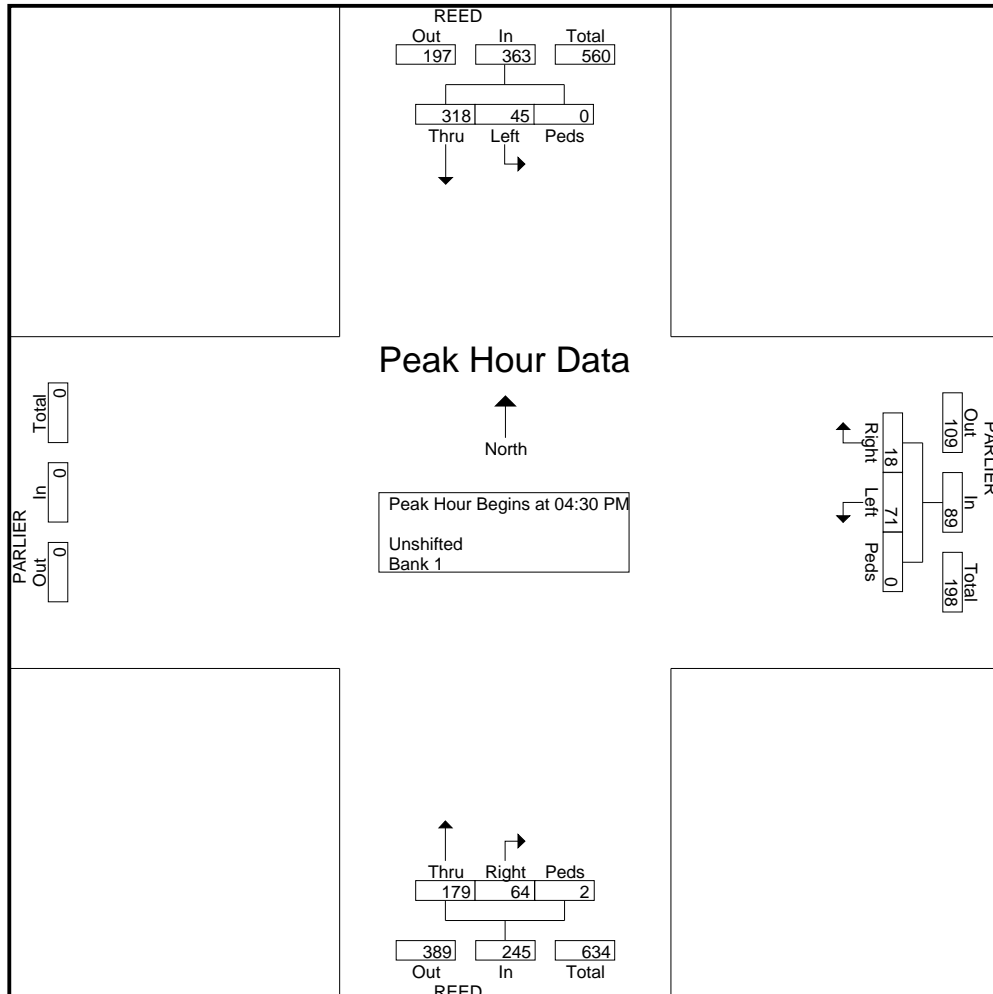 REED
Out In Total
197 363 560
318 45 0
Thru Left Peds
Peak Hour Data
North
Peak Hour Begins at 04:30 PM
Unshifted
Bank 1
PARLIER
Out In Total
0 0 0
PARLIER
Out In Total
109 89 198
18 71 0
Right Left Peds
Thru Right Peds
179 64 2
389 245 634
Out In Total
REED